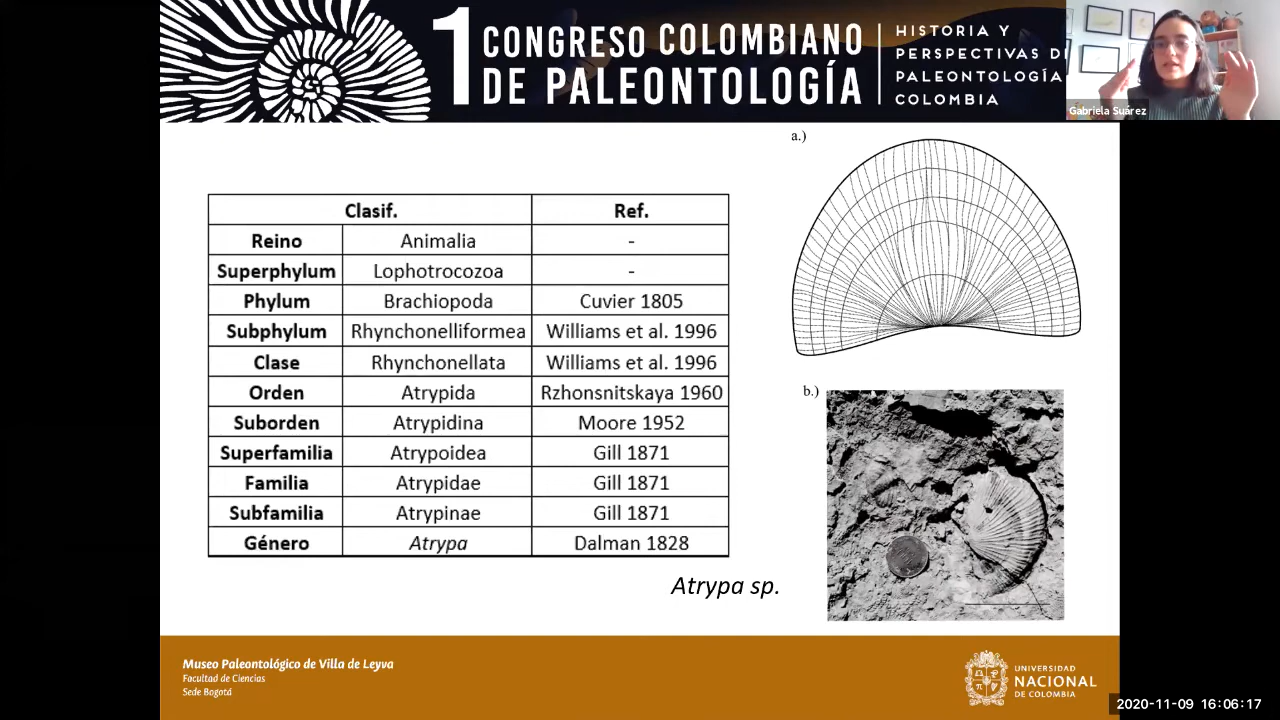 1 CONGRESO COLOMBIANO
DE PALEONTOLOGÍA
HISTORIA Y
PERSPECTIVAS DE
PALEONTOLOGÍA
COLOMBIA
Gabriela Suárez
a.)
Clasif. Ref.
Reino Animalia -
Superphylum Lophotrocozoa -
Phylum Brachiopoda Cuvier 1805
Subphylum Rhynchonelliformea Williams et al. 1996
Clase Rhynchonellata Williams et al. 1996
Orden Atrypida Rzhonsnitskaya 1960
Suborden Atrypidina Moore 1952
Superfamilia Atrypoidea Gill 1871
Familia Atrypidae Gill 1871
Subfamilia Atrypinae Gill 1871
Género Atrypa Dalman 1828
b.)
Atrypa sp.
Museo Paleontológico de Villa de Leyva
Facultad de Ciencias
Sede Bogotá
UNIVERSIDAD
NACIONAL
DE COLOMBIA
2020-11-09 16:06:17